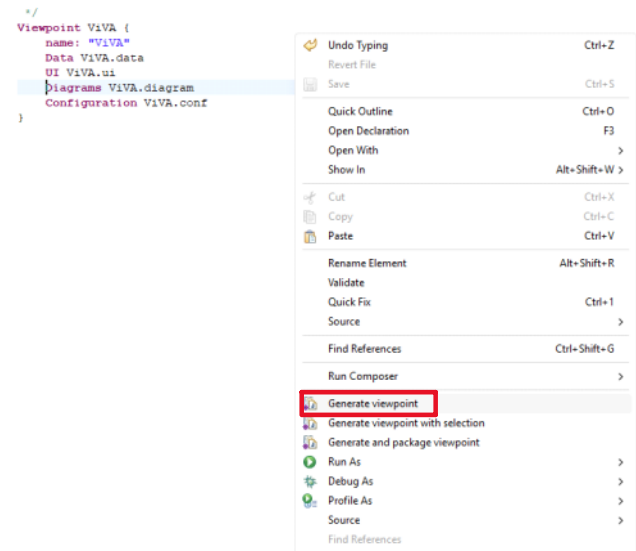 */
Viewpoint ViVA {
name: "ViVA"
Data ViVA.data
UI ViVA.ui
Diagrams ViVA.diagram
Configuration ViVA.conf
}
Undo Typing Ctrl+Z
Revert File
Save Ctrl+S
Quick Outline Ctrl+O
Open Declaration F3
Open With >
Show In Alt+Shift+W >
Cut Ctrl+X
Copy Ctrl+C
Paste Ctrl+V
Rename Element Alt+Shift+R
Validate
Quick Fix Ctrl+1
Source >
Find References Ctrl+Shift+G
Run Composer >
Generate viewpoint
Generate viewpoint with selection
Generate and package viewpoint
Run As >
Debug As >
Profile As >
Source >
Find References